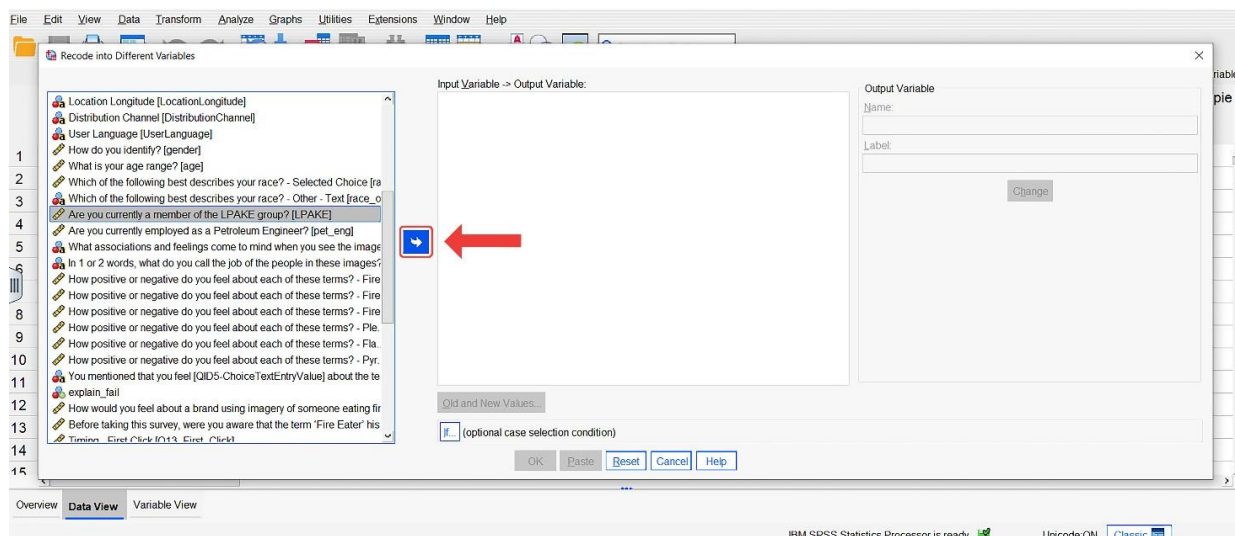 File Edit View Data Transform Analyze Graphs Utilities Extensions Window Help
Recode into Different Variables
Input Variable -> Output Variable:
Output Variable
Name:
Label:
Change
Location Longitude [LocationLongitude]
Distribution Channel [DistributionChannel]
User Language [UserLanguage]
How do you identify? [gender]
What is your age range? [age]
Which of the following best describes your race? - Selected Choice [ra
Which of the following best describes your race? - Other - Text [race_o
Are you currently a member of the LPAKE group? [LPAKE]
Are you currently employed as a Petroleum Engineer? [pet_eng]
What associations and feelings come to mind when you see the image
In 1 or 2 words, what do you call the job of the people in these images?
How positive or negative do you feel about each of these terms? - Fire
How positive or negative do you feel about each of these terms? - Fire
How positive or negative do you feel about each of these terms? - Fire
How positive or negative do you feel about each of these terms? - Ple.
How positive or negative do you feel about each of these terms? - Fla.
How positive or negative do you feel about each of these terms? - Pyr.
You mentioned that you feel [QID5-ChoiceTextEntryValue] about the te
explain_fail
How would you feel about a brand using imagery of someone eating fir
Before taking this survey, were you aware that the term 'Fire Eater' his
Timing - First Click [Q13_First_Click]
Old and New Values...
If... (optional case selection condition)
OK Paste Reset Cancel Help
riabl
pie
1
2
3
4
5
6
8
9
10
11
12
13
14
15
Overview Data View Variable View
IBM SPSS Statistics Processor is ready Unicode:ON Classic